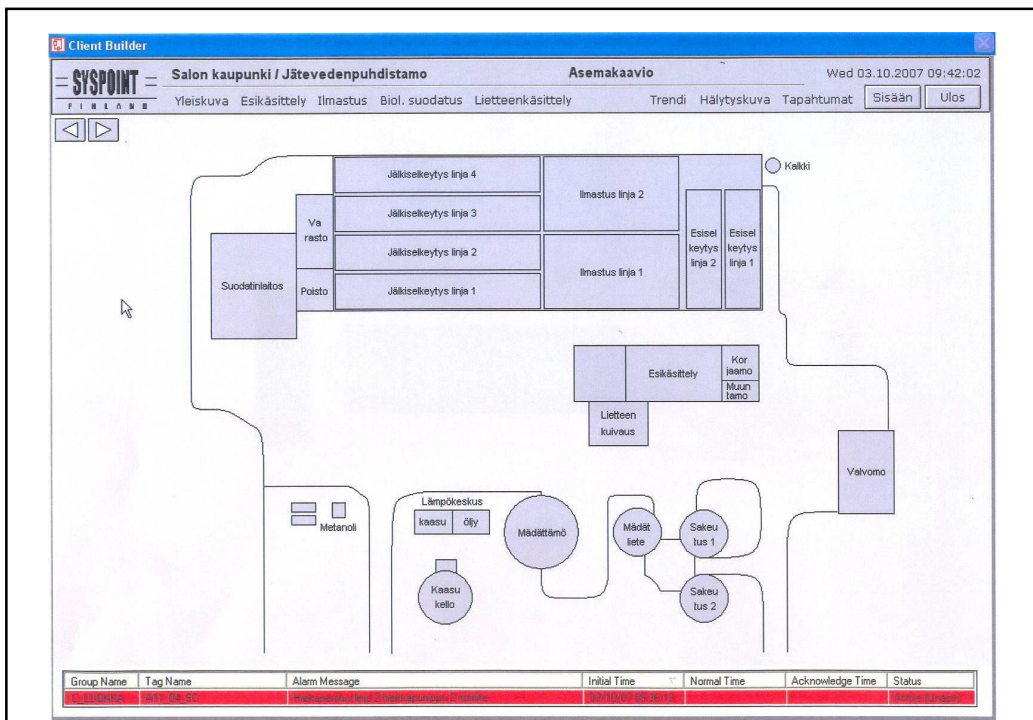 Client Builder
SYSPOINT
FINLAND
Salon kaupunki / Jätevedenpuhdistamo
Asemakaavio
Wed 03.10.2007 09:42:02
Yleiskuva Esikäsittely Ilmastus Biol. suodatus Lietteenkäsittely
Trendi Hälytyskuva Tapahtumat Sisään Ulos
Jälkiselkeytys linja 4
Jälkiselkeytys linja 3
Jälkiselkeytys linja 2
Jälkiselkeytys linja 1
Ilmastus linja 2
Ilmastus linja 1
Kalkki
Va
rasto
Poisto
Suodatinlaitos
Esisel
keytys
linja 2
Esisel
keytys
linja 1
Esikäsittely
Kor
jaamo
Muun
tamo
Lietteen
kuivaus
Valvomo
Metanoli
Lämpökeskus
kaasu
öljy
Mädättämö
Mädät
liete
Sakeu
tus 1
Sakeu
tus 2
Kaasu
kello
Group Name Tag Name Alarm Message Initial Time Normal Time Acknowledge Time Status